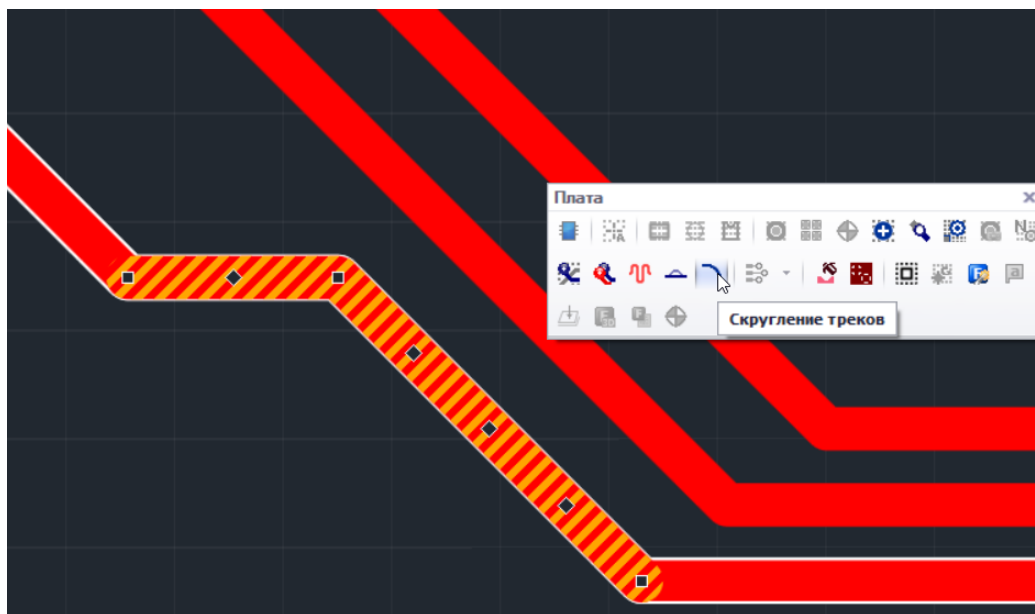 Плата
Скругление треков